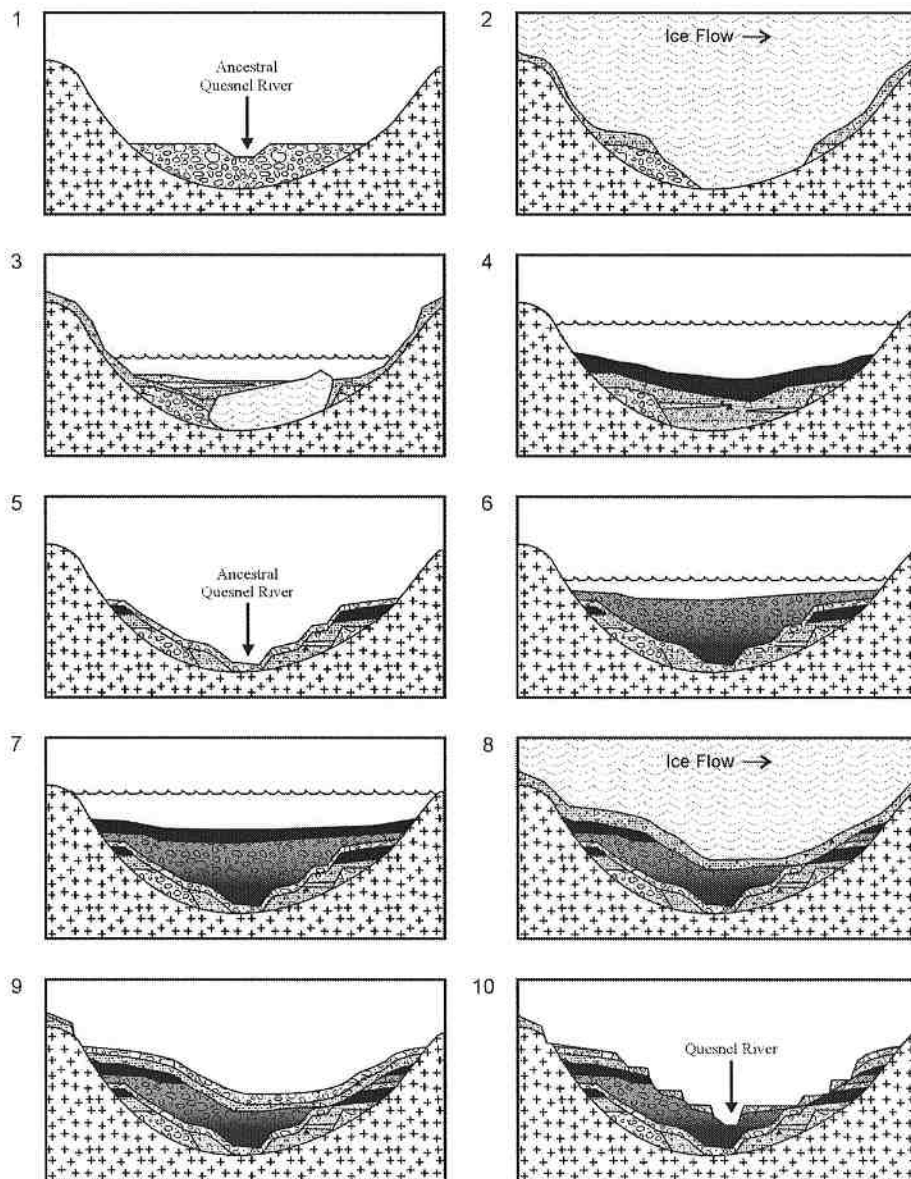 1
Ancestral
Quesnel River
2
Ice Flow →
3
4
5
Ancestral
Quesnel River
6
7
8
Ice Flow →
9
10
Quesnel River